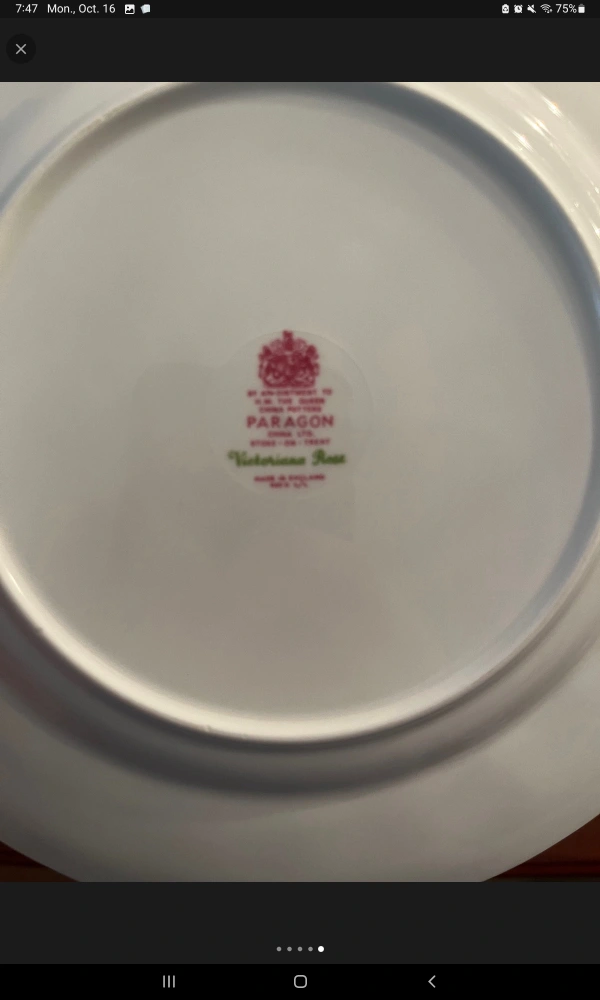 7:47 Mon., Oct. 16
75%
BY APPOINTMENT TO
H.M. THE QUEEN
CHINA POTTERS
PARAGON
CHINA LTD.
STOKE-ON-TRENT
Victoriana Rose
MADE IN ENGLAND